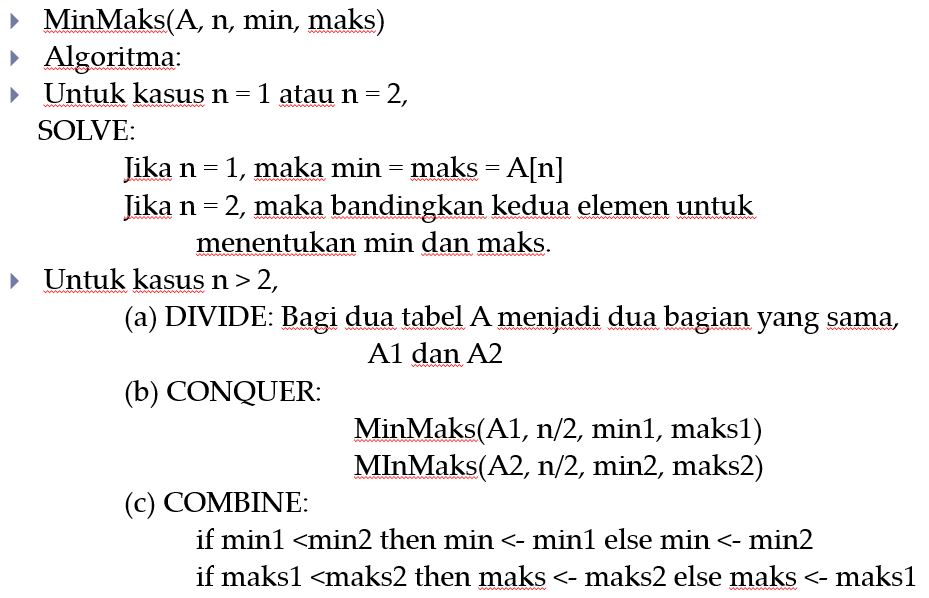 MinMaks(A, n, min, maks)
Algoritma:
Untuk kasus n = 1 atau n = 2,
SOLVE:
Jika n = 1, maka min = maks = A[n]
Jika n = 2, maka bandingkan kedua elemen untuk
menentukan min dan maks.
Untuk kasus n > 2,
(a) DIVIDE: Bagi dua tabel A menjadi dua bagian yang sama,
A1 dan A2
(b) CONQUER:
MinMaks(A1, n/2, min1, maks1)
MInMaks(A2, n/2, min2, maks2)
(c) COMBINE:
if min1 <min2 then min <- min1 else min <- min2
if maks1 <maks2 then maks <- maks2 else maks <- maks1